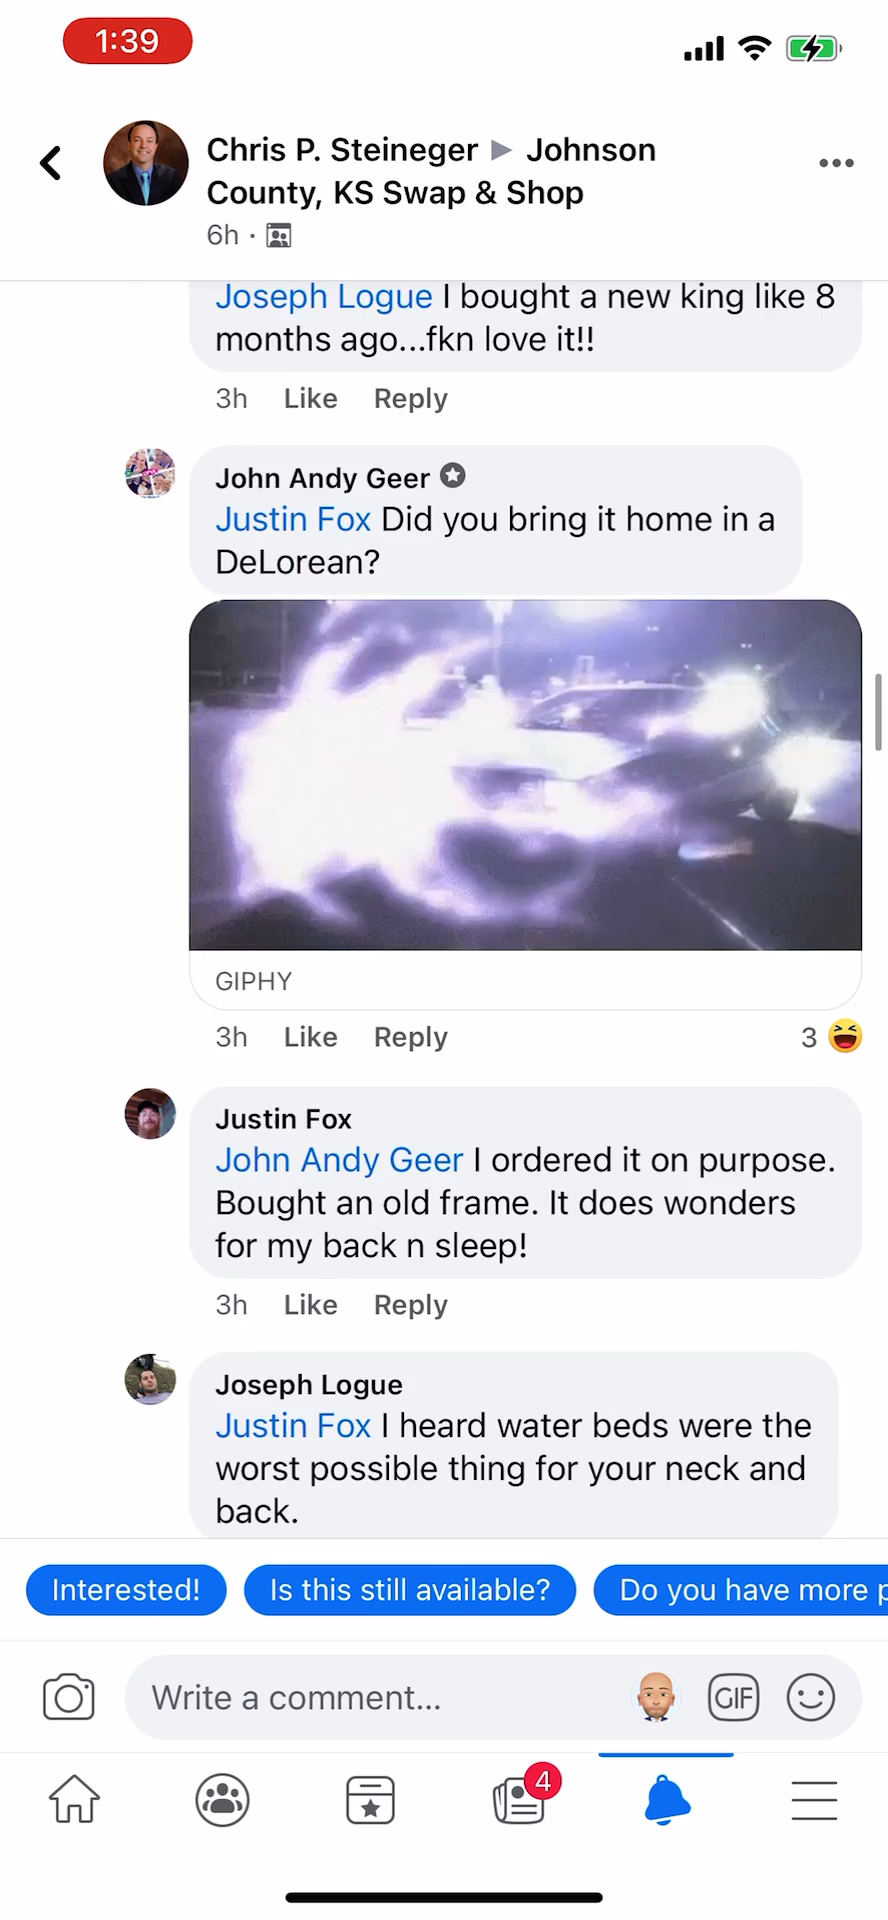 1:39
Chris P. Steineger ▶ Johnson
County, KS Swap & Shop
6h ·
Joseph Logue I bought a new king like 8
months ago...fkn love it!!
3h Like Reply
John Andy Geer
Justin Fox Did you bring it home in a
DeLorean?
GIPHY
3h Like Reply 3
Justin Fox
John Andy Geer I ordered it on purpose.
Bought an old frame. It does wonders
for my back n sleep!
3h Like Reply
Joseph Logue
Justin Fox I heard water beds were the
worst possible thing for your neck and
back.
Interested! Is this still available? Do you have more p
Write a comment... GIF
4